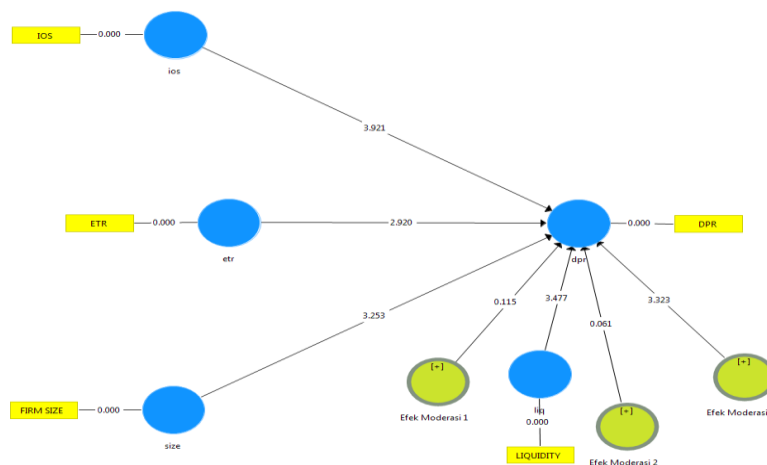 IOS
0.000
ios
3.921
ETR
0.000
etr
2.920
0.000
DPR
dpr
3.253
0.115
3.477
0.061
3.323
[+]
Efek Moderasi 1
[+]
Efek Moderasi 2
[+]
Efek Moderasi
FIRM SIZE
0.000
size
liq
0.000
LIQUIDITY